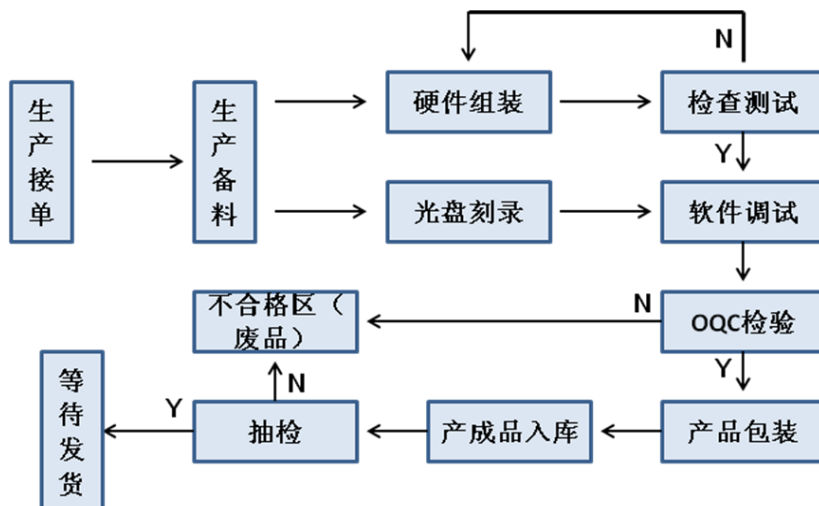 N
生产接单
生产备料
硬件组装
检查测试
Y
光盘刻录
软件调试
不合格区（
废品）
N
OQC检验
Y
等待发货
Y
N
抽检
产成品入库
产品包装